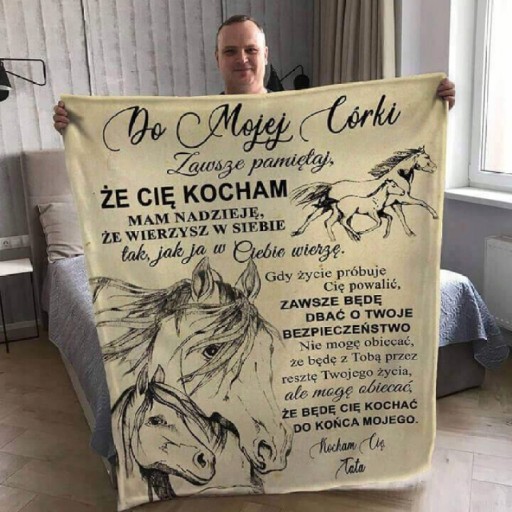 Do Mojej Córki
Zawsze pamiętaj,
ŻE CIĘ KOCHAM
MAM NADZIEJĘ,
ŻE WIERZYSZ W SIEBIE
tak, jak ja w Ciebie wierzę.
Gdy życie próbuje
Cię powalić,
ZAWSZE BĘDĘ
DBAĆ O TWOJE
BEZPIECZEŃSTWO
Nie mogę obiecać,
że będę z Tobą przez
resztę Twojego życia,
ale mogę obiecać,
ŻE BĘDĘ CIĘ KOCHAĆ
DO KOŃCA MOJEGO.
Kocham Cię,
Tata